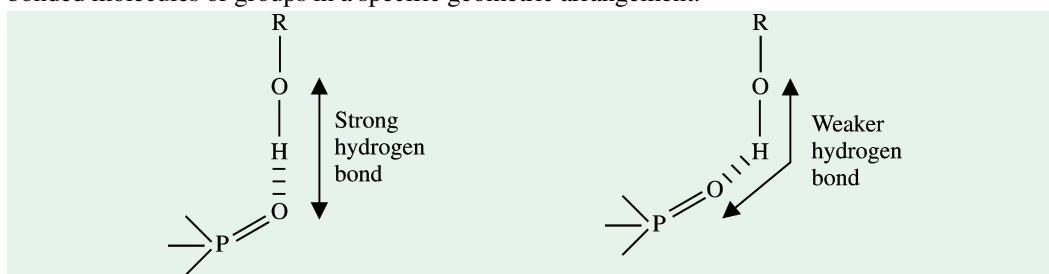 bonded molecules or groups in a specific geometric arrangement.
R
O
H
O
P
Strong
hydrogen
bond
R
O
H
O
P
Weaker
hydrogen
bond